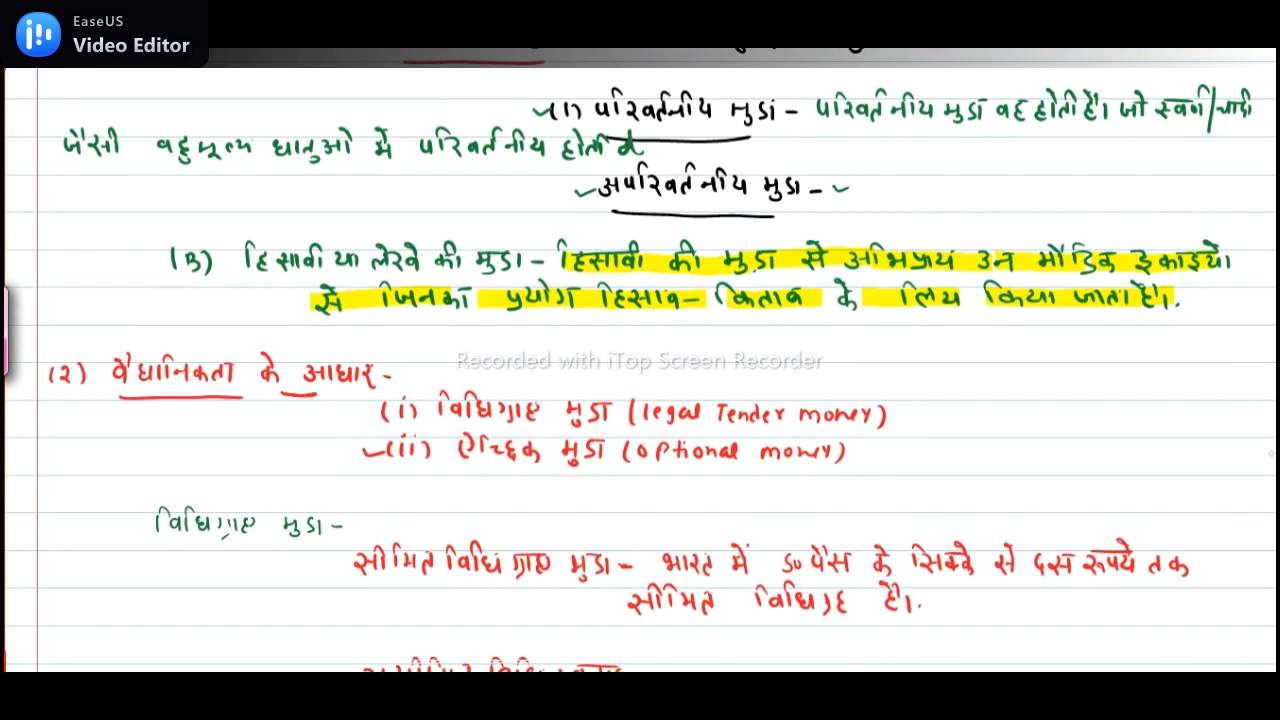 EaseUS
Video Editor
(1) परिवर्तनीय मुद्रा - परिवर्तनीय मुद्रा वह होती हैं। जो स्वर्ण/चांदी
जैसी बहुमूल्य धातुओ में परिवर्तनीय होती है
अपरिवर्तनीय मुद्रा -
(B) हिसाबी या लेखे की मुद्रा - हिसाबी की मुद्रा से अभिप्राय उन मौद्रिक इकाइयों
से जिनका प्रयोग हिसाब - किताब के लिय किया जाता हैं।
Recorded with iTop Screen Recorder
(2) वैधानिकता के आधार -
(i) विधिग्राह मुद्रा (legal Tender money)
(ii) ऐच्छिक मुद्रा (optional money)
विधिग्राह मुद्रा -
सीमित विधि ग्राह्य मुद्रा - भारत में 50 पैंस के सिक्के से दस रूपये तक
सीमित विधिग्रह हैं।